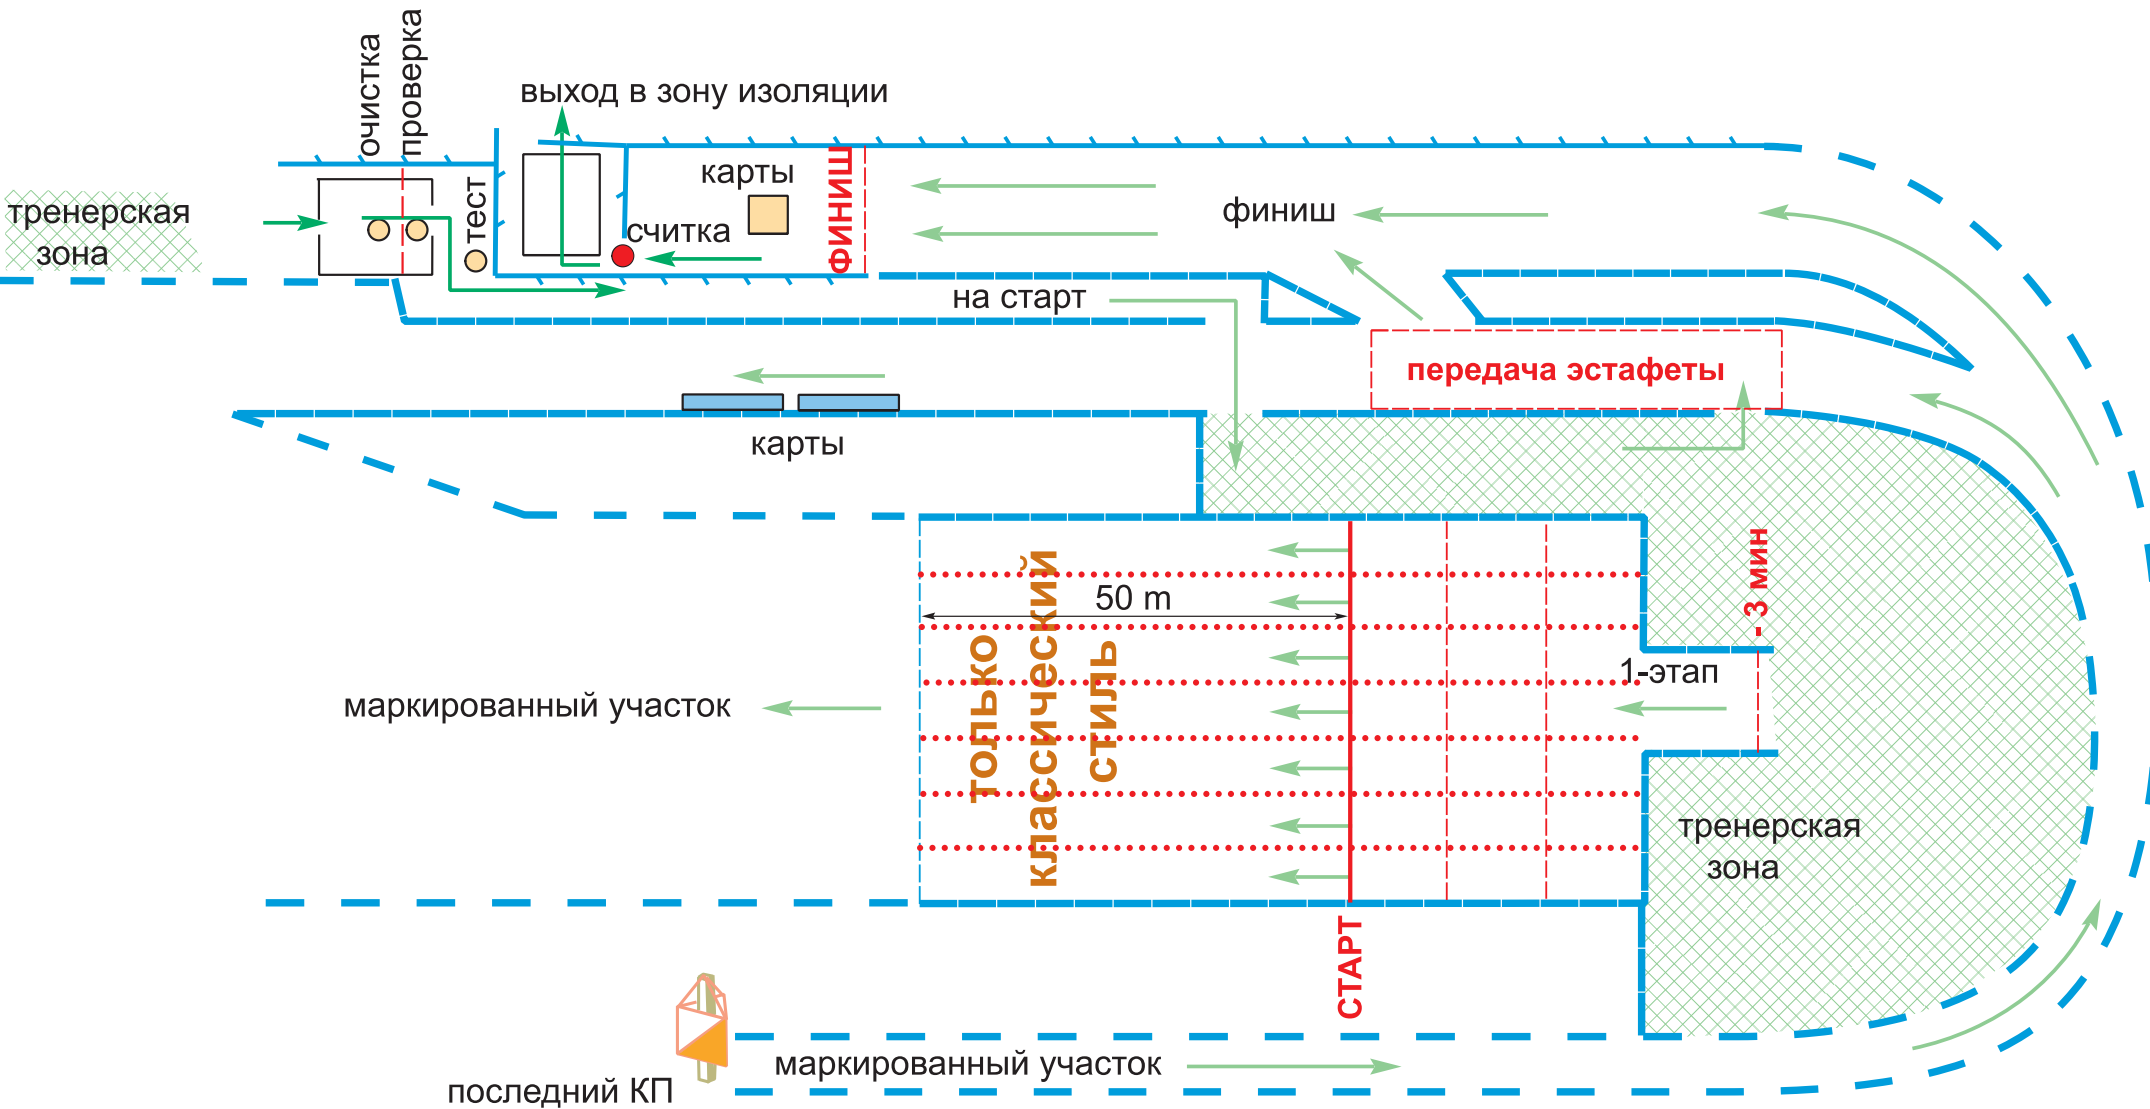 очистка
проверка
выход в зону изоляции
тренерская
зона
тест
карты
считка
ФИНИШ
финиш
на старт
передача эстафеты
карты
- 3 мин
50 m
только
классический
стиль
1-этап
маркированный участок
тренерская
зона
СТАРТ
маркированный участок
последний КП